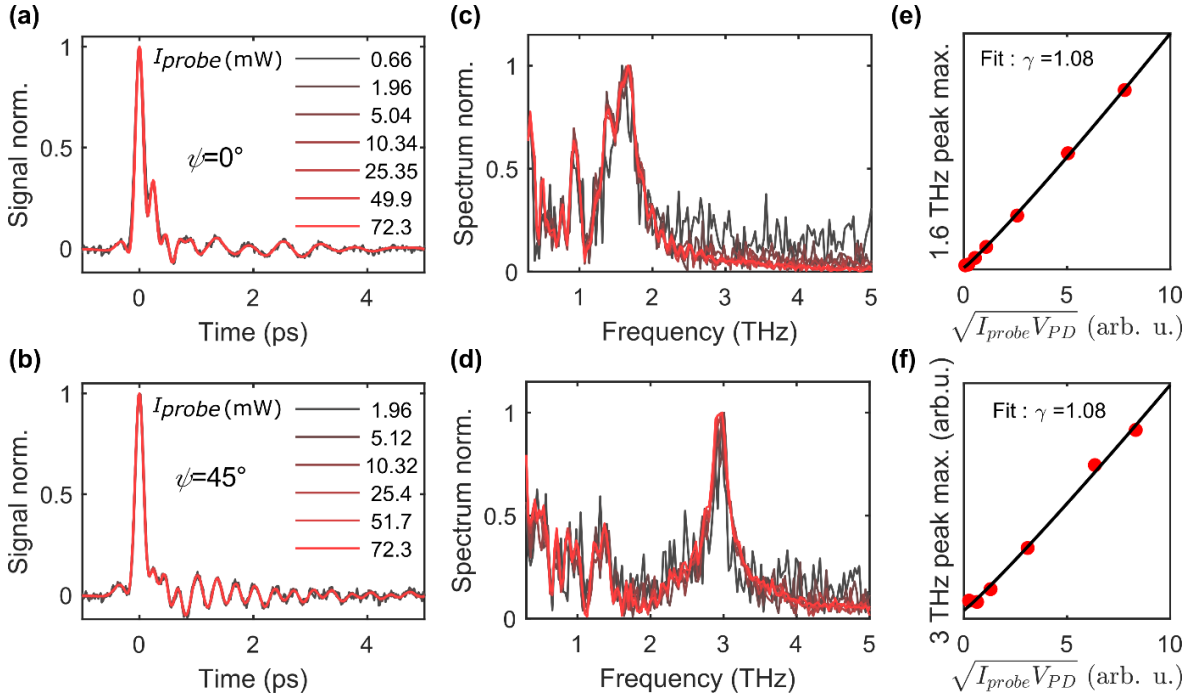 (a)
Signal norm.
1
0.5
0
I_probe (mW)
0.66
1.96
5.04
10.34
25.35
49.9
72.3
ψ=0°
0 2 4
Time (ps)
(c)
Spectrum norm.
1
0.5
0
1 2 3 4 5
Frequency (THz)
(e)
1.6 THz peak max.
Fit : γ =1.08
0 5 10
√I_probe V_PD (arb. u.)
(b)
Signal norm.
1
0.5
0
I_probe (mW)
1.96
5.12
10.32
25.4
51.7
72.3
ψ=45°
0 2 4
Time (ps)
(d)
Spectrum norm.
1
0.5
0
1 2 3 4 5
Frequency (THz)
(f)
3 THz peak max. (arb.u.)
Fit : γ =1.08
0 5 10
√I_probe V_PD (arb. u.)